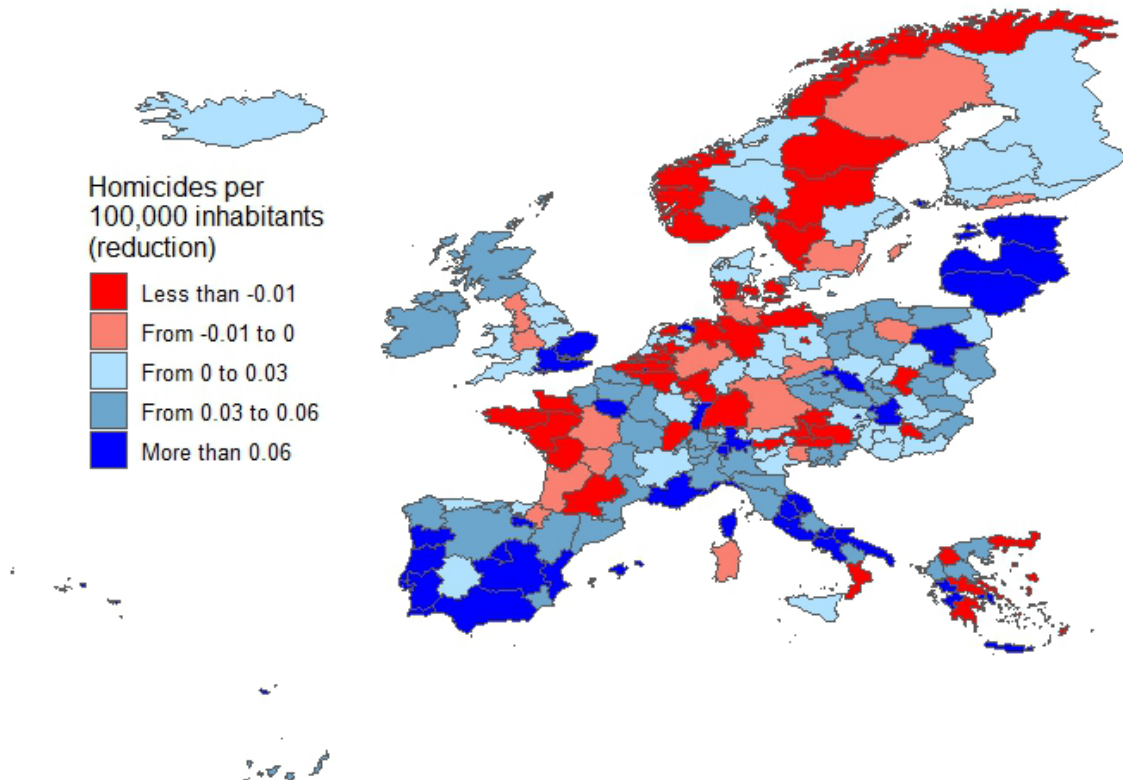 Homicides per
100,000 inhabitants
(reduction)
Less than -0.01
From -0.01 to 0
From 0 to 0.03
From 0.03 to 0.06
More than 0.06